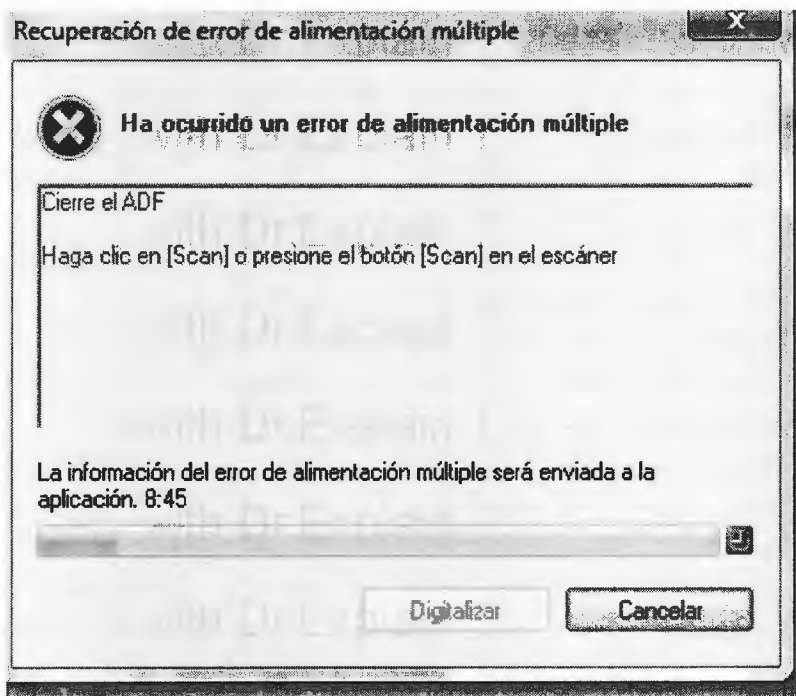 Recuperación de error de alimentación múltiple
Ha ocurrido un error de alimentación múltiple
Cierre el ADF
Haga clic en [Scan] o presione el botón [Scan] en el escáner
La información del error de alimentación múltiple será enviada a la
aplicación. 8:45
Digitalizar
Cancelar